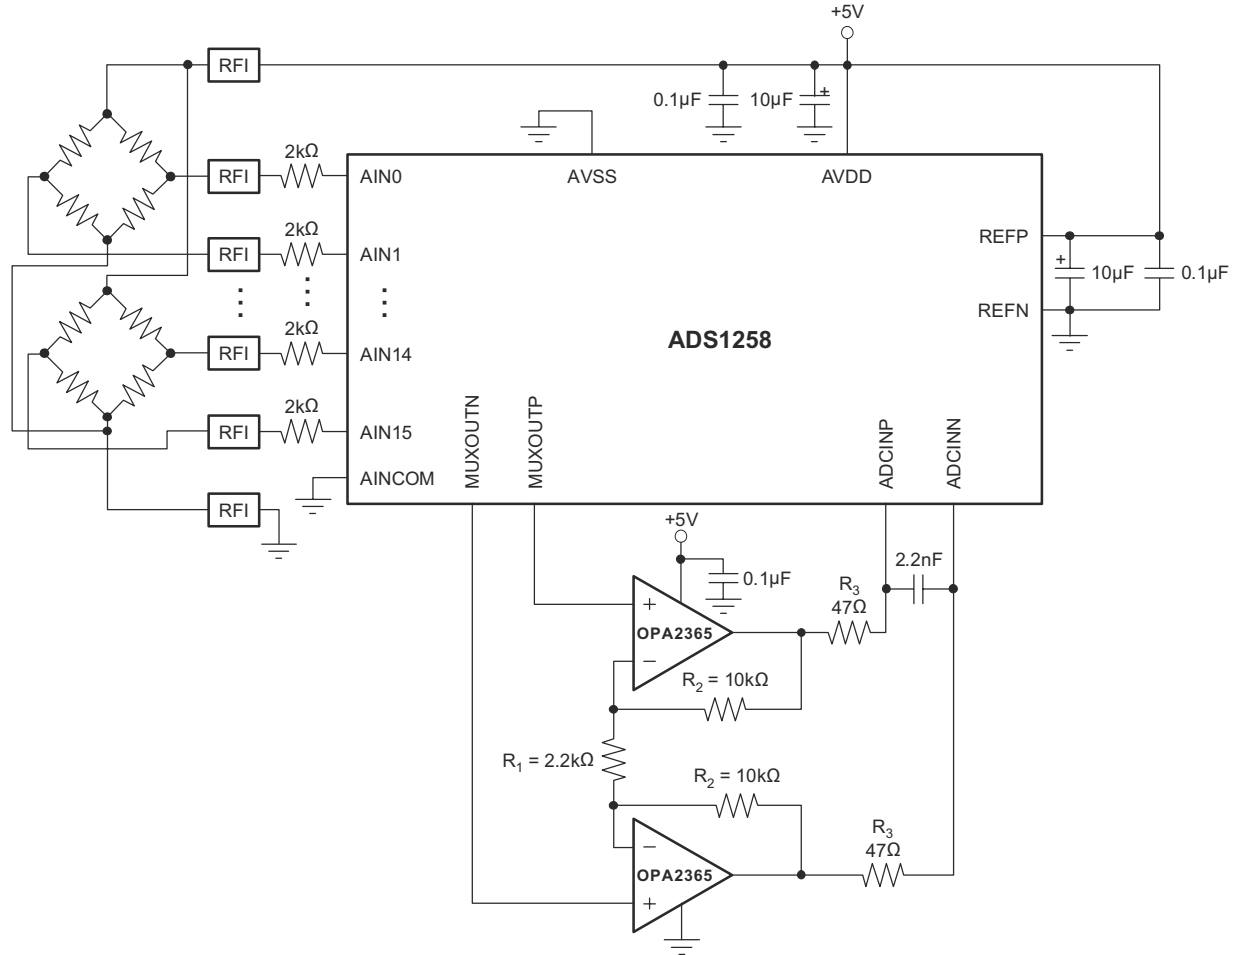 +5V
RFI
0.1µF
10µF
+
2kΩ
RFI
AIN0
AVSS
AVDD
2kΩ
RFI
AIN1
REFP
+
10µF
0.1µF
REFN
2kΩ
RFI
AIN14
ADS1258
2kΩ
RFI
AIN15
MUXOUTN
MUXOUTP
ADCINP
ADCINN
AINCOM
RFI
+5V
0.1µF
2.2nF
R3
47Ω
+
OPA2365
−
R2 = 10kΩ
R1 = 2.2kΩ
R2 = 10kΩ
R3
47Ω
−
OPA2365
+